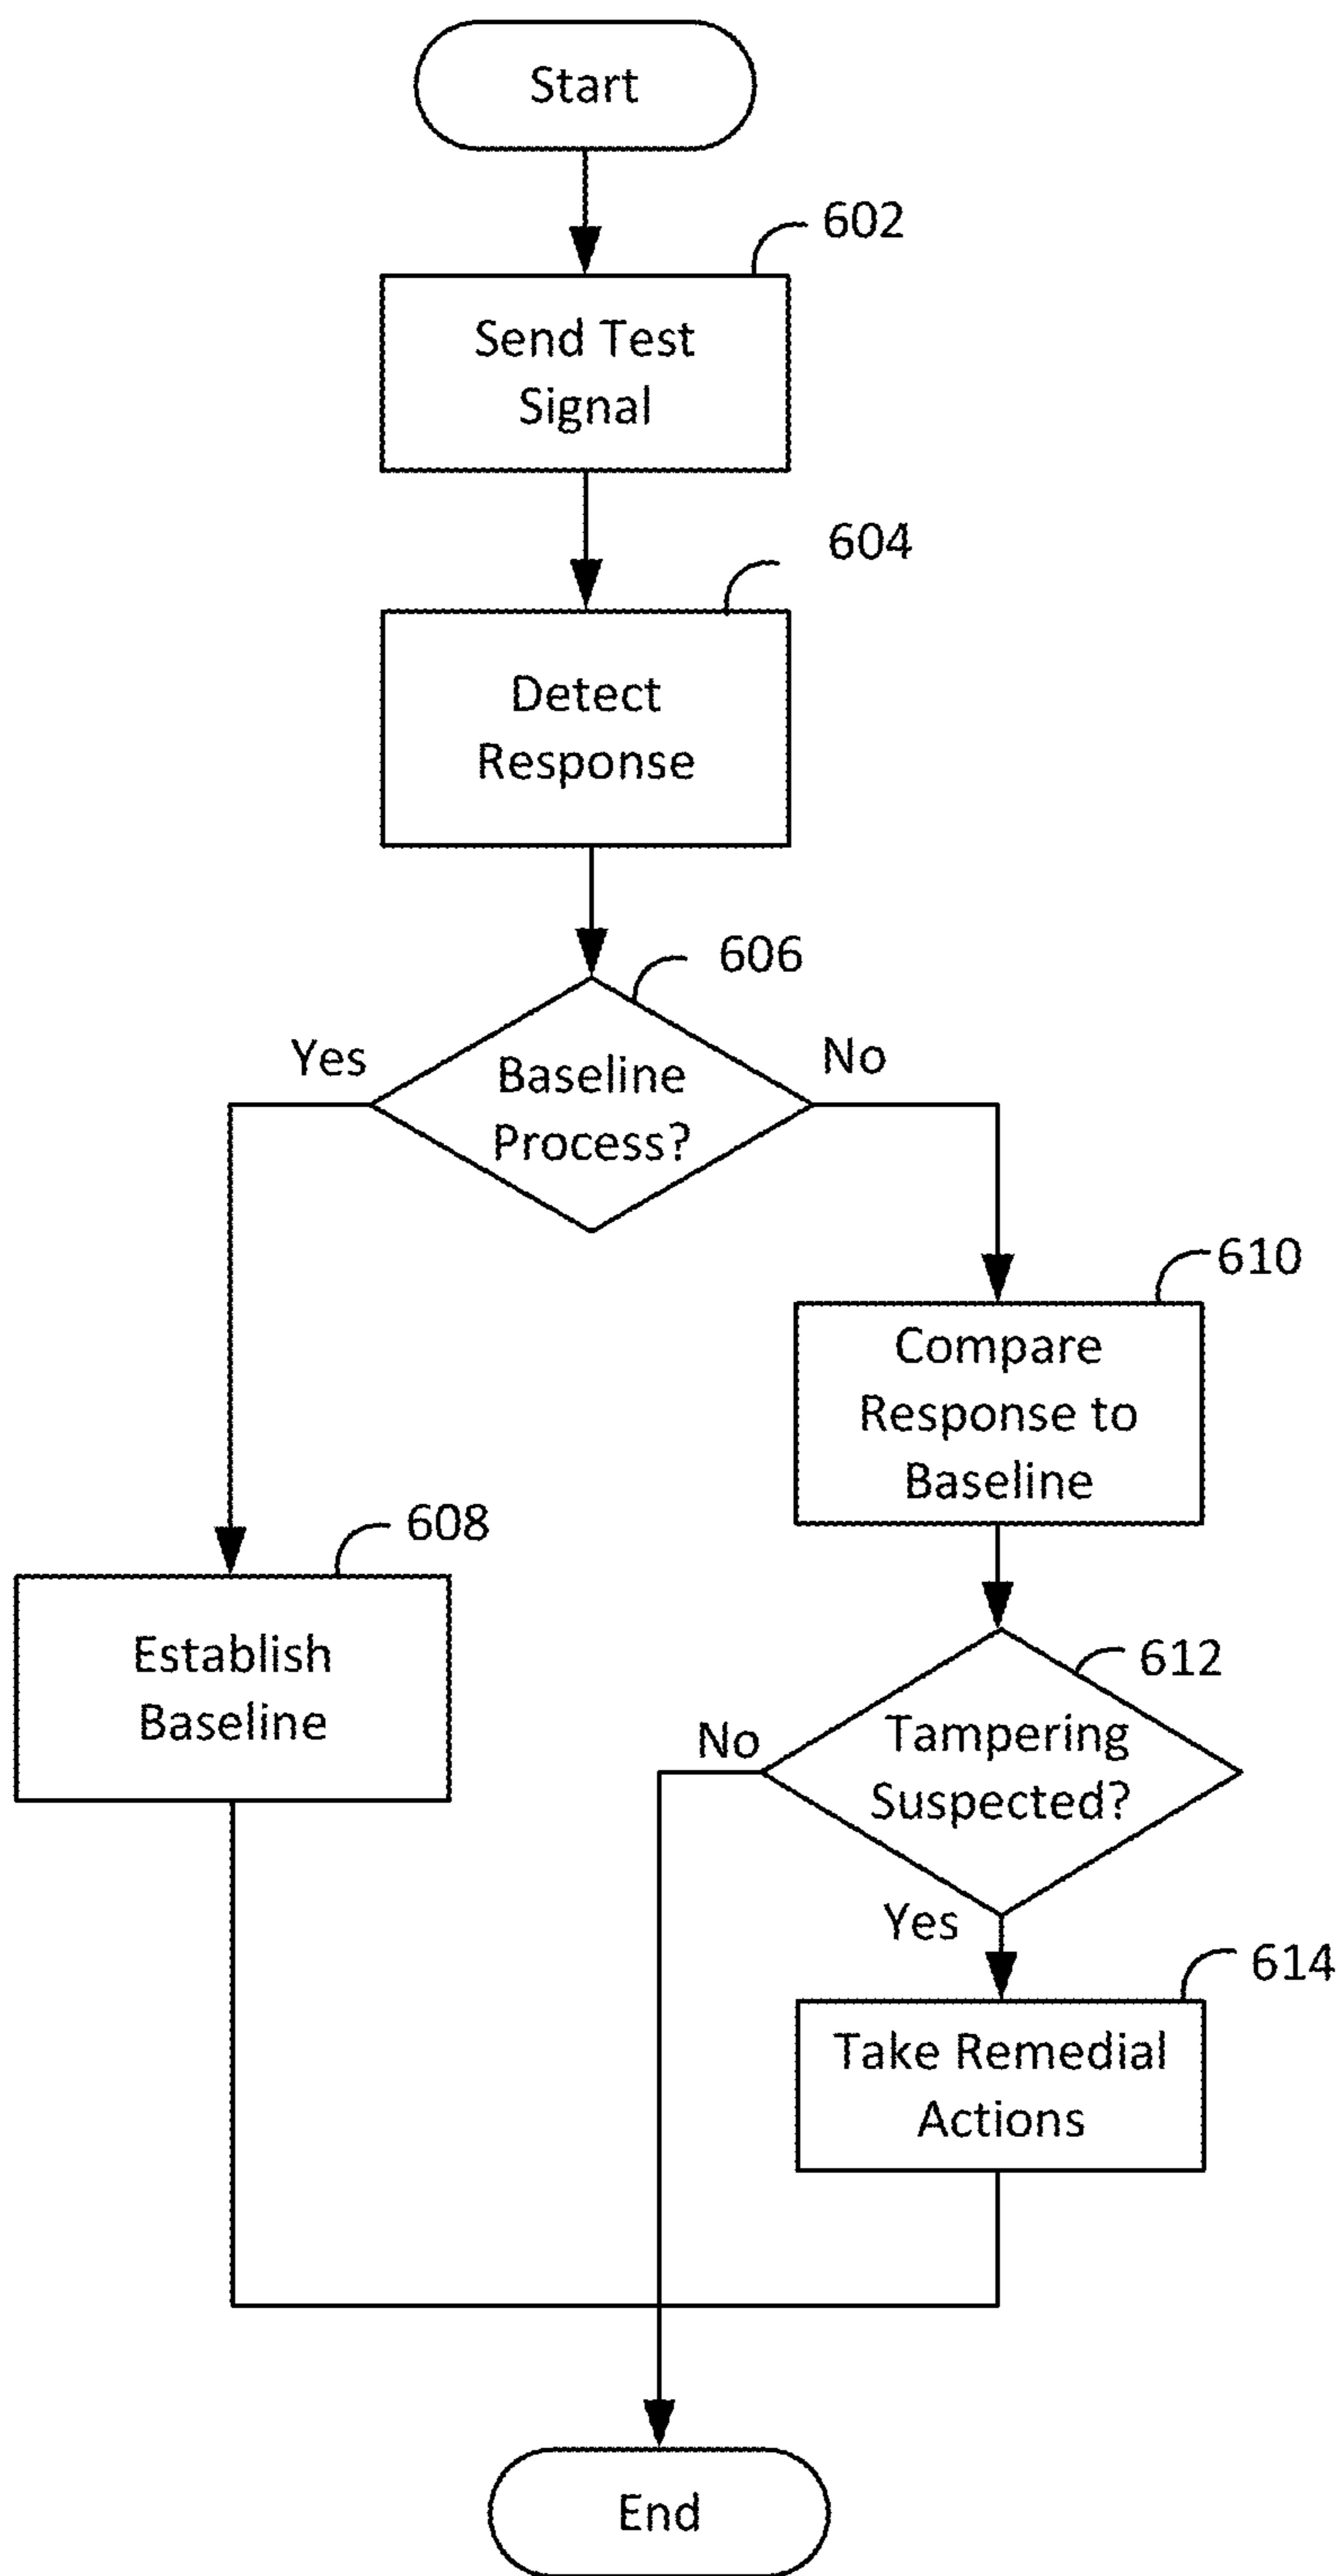 Start
602
Send Test
Signal
604
Detect
Response
606
Yes
No
Baseline
Process?
610
Compare
Response to
Baseline
608
Establish
Baseline
612
No
Tampering
Suspected?
Yes
614
Take Remedial
Actions
End